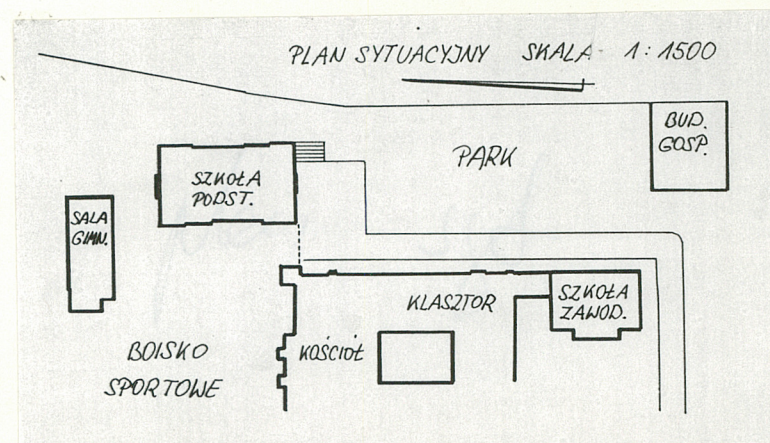 PLAN SYTUACYJNY SKALA 1:1500
BUD.
GOSP.
PARK
SZKOŁA
PODST.
SALA
GIMN.
SZKOŁA
ZAWOD.
KLASZTOR
KOŚCIÓŁ
BOISKO
SPORTOWE